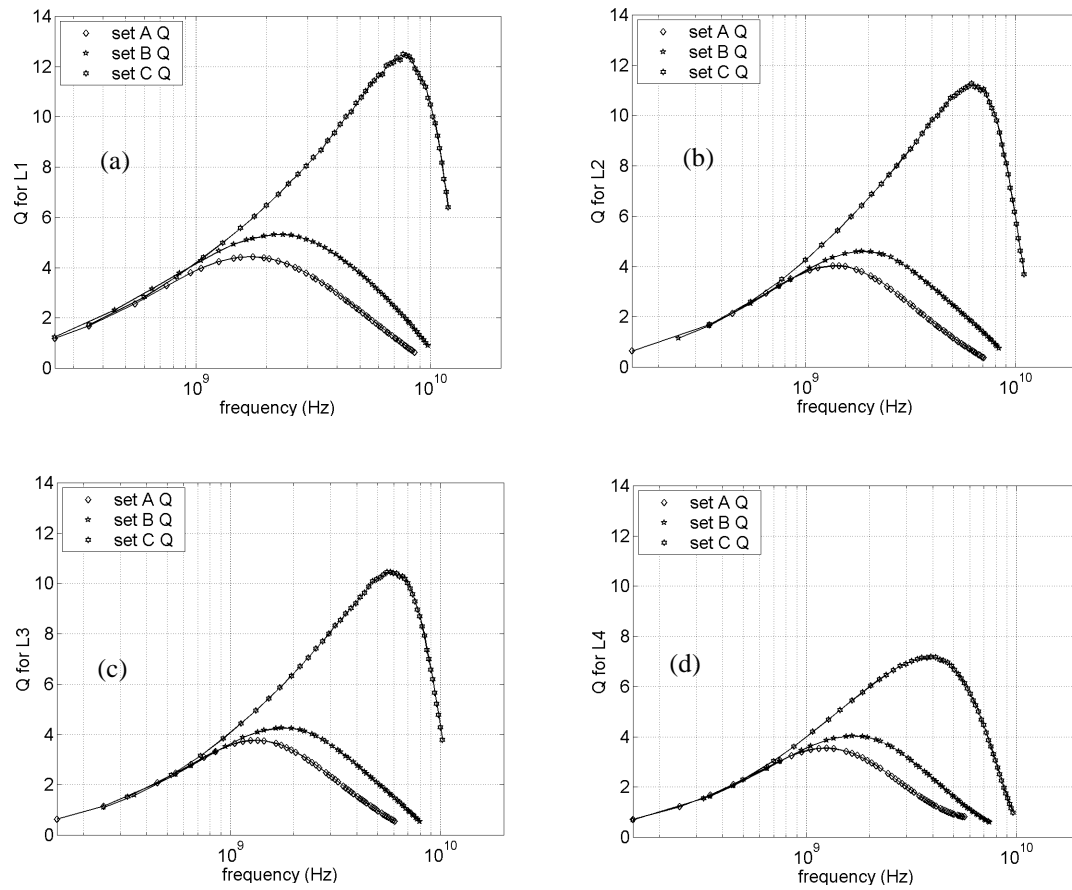 14
12
10
8
6
4
2
0
Q for L1
set A Q
set B Q
set C Q
(a)
10^9
10^10
frequency (Hz)
14
12
10
8
6
4
2
0
Q for L2
set A Q
set B Q
set C Q
(b)
10^9
10^10
frequency (Hz)
14
12
10
8
6
4
2
0
Q for L3
set A Q
set B Q
set C Q
(c)
10^9
10^10
frequency (Hz)
14
12
10
8
6
4
2
0
Q for L4
set A Q
set B Q
set C Q
(d)
10^9
10^10
frequency (Hz)